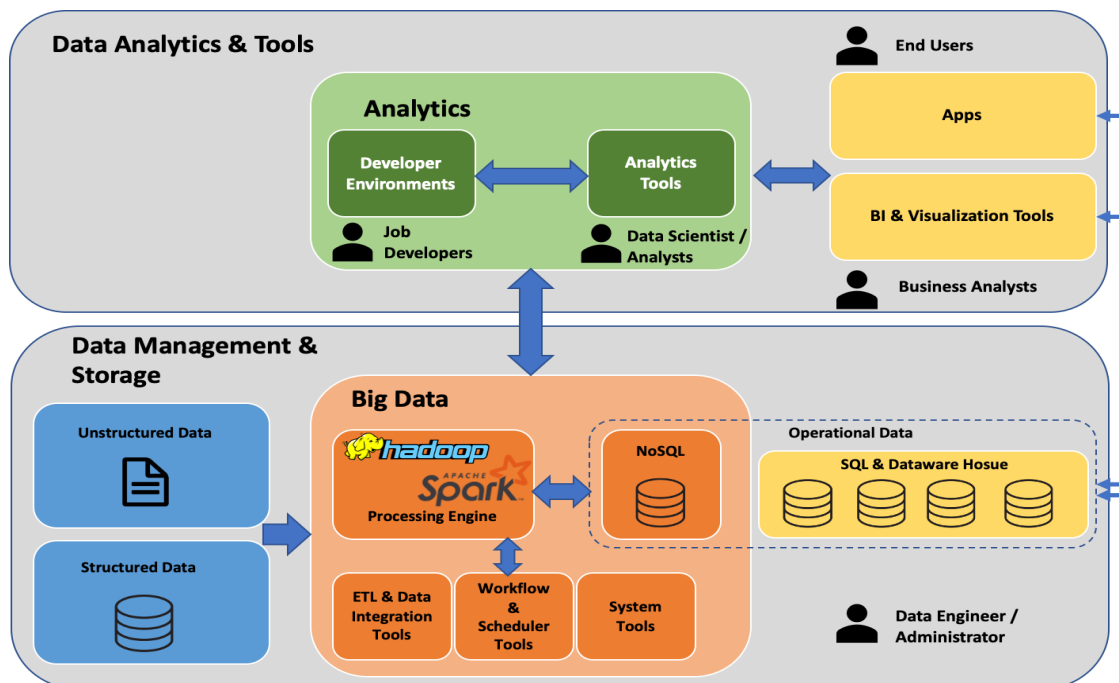 Data Analytics & Tools
End Users
Analytics
Apps
Developer
Environments
Analytics
Tools
BI & Visualization Tools
Job
Developers
Data Scientist /
Analysts
Business Analysts
Data Management &
Storage
Big Data
Unstructured Data
hadoop
APACHE
Spark
Processing Engine
NoSQL
Operational Data
SQL & Dataware Hosue
Structured Data
ETL & Data
Integration
Tools
Workflow
&
Scheduler
Tools
System
Tools
Data Engineer /
Administrator